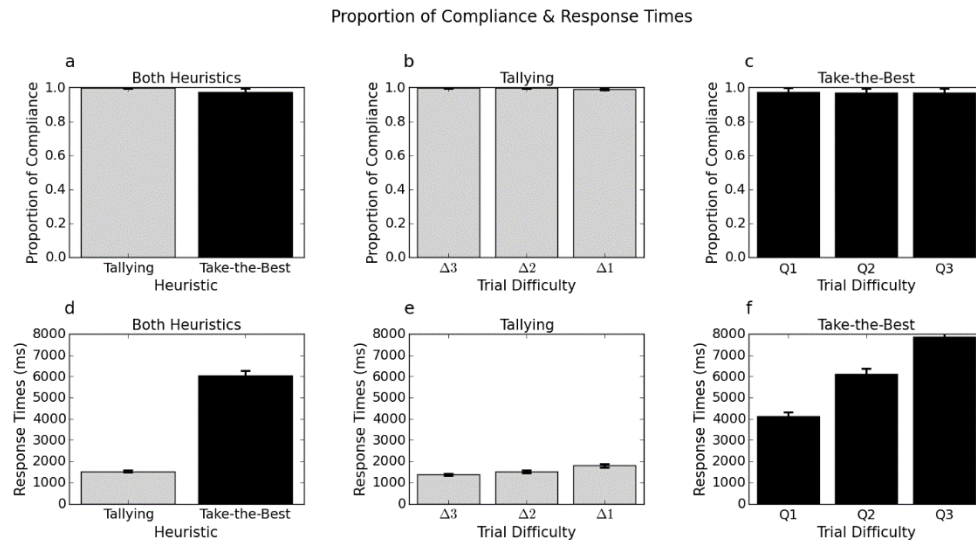 Proportion of Compliance & Response Times
a
Both Heuristics
Proportion of Compliance
1.0
0.8
0.6
0.4
0.2
0.0
Tallying Take-the-Best
Heuristic
b
Tallying
Proportion of Compliance
1.0
0.8
0.6
0.4
0.2
0.0
Δ3 Δ2 Δ1
Trial Difficulty
c
Take-the-Best
Proportion of Compliance
1.0
0.8
0.6
0.4
0.2
0.0
Q1 Q2 Q3
Trial Difficulty
d
Both Heuristics
Response Times (ms)
8000
7000
6000
5000
4000
3000
2000
1000
0
Tallying Take-the-Best
Heuristic
e
Tallying
Response Times (ms)
8000
7000
6000
5000
4000
3000
2000
1000
0
Δ3 Δ2 Δ1
Trial Difficulty
f
Take-the-Best
Response Times (ms)
8000
7000
6000
5000
4000
3000
2000
1000
0
Q1 Q2 Q3
Trial Difficulty